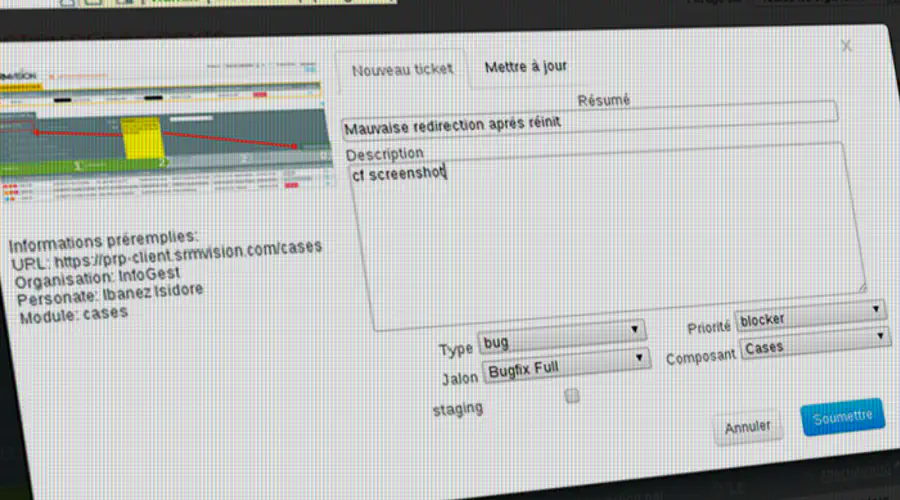 Nouveau ticket
Mettre à jour
X
Résumé
Mauvaise redirection aprés réinit
Description
cf screenshot
Informations préremplies:
URL: https://prp-client.srmvision.com/cases
Organisation: InfoGest
Personate: Ibanez Isidore
Module: cases
Type bug
Priorité blocker
Jalon Bugfix Full
Composant Cases
staging
Annuler
Soumettre